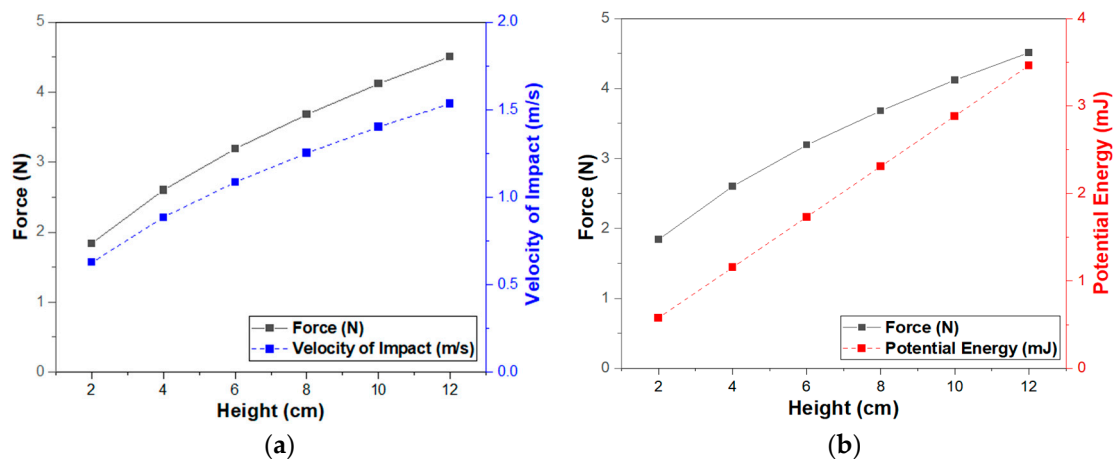 5
4
3
2
1
0
Force (N)
2.0
1.5
1.0
0.5
0.0
Velocity of Impact (m/s)
Force (N)
Velocity of Impact (m/s)
2 4 6 8 10 12
Height (cm)
(a)
5
4
3
2
1
0
Force (N)
4
3
2
1
0
Potential Energy (mJ)
Force (N)
Potential Energy (mJ)
2 4 6 8 10 12
Height (cm)
(b)